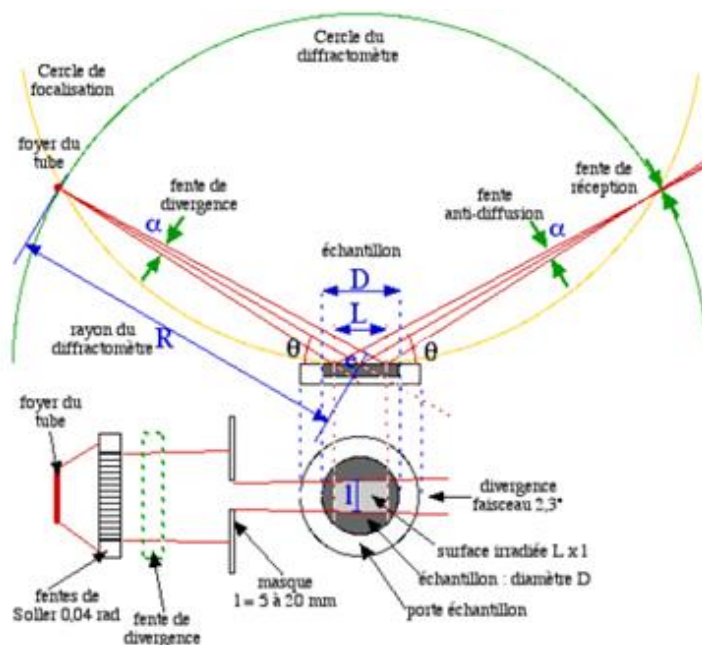 Cercle du
diffractomètre
Cercle de
focalisation
foyer du
tube
fente de
divergence
α
échantillon
D
L
fente
anti-diffusion
α
fente de
réception
rayon du
diffractomètre
R
θ
e
θ
foyer du
tube
l
divergence
faisceau 2,3°
surface irradiée L x l
échantillon : diamètre D
porte échantillon
masque
l = 5 à 20 mm
fentes de
Soller 0,04 rad
fente de
divergence